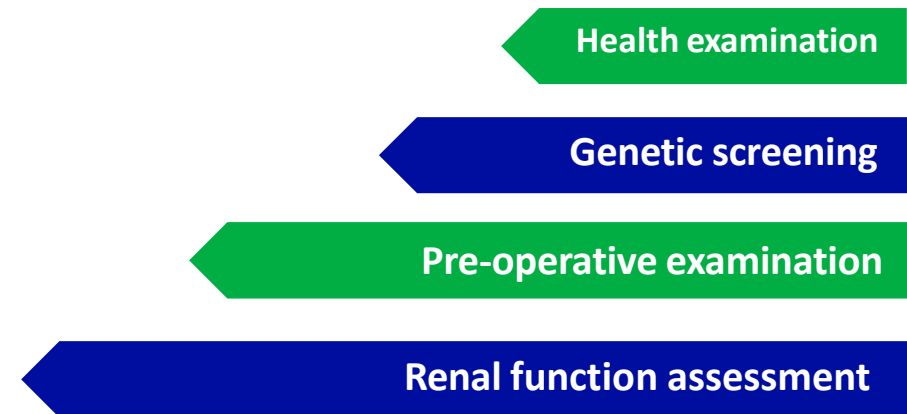 Health examination
Genetic screening
Pre-operative examination
Renal function assessment